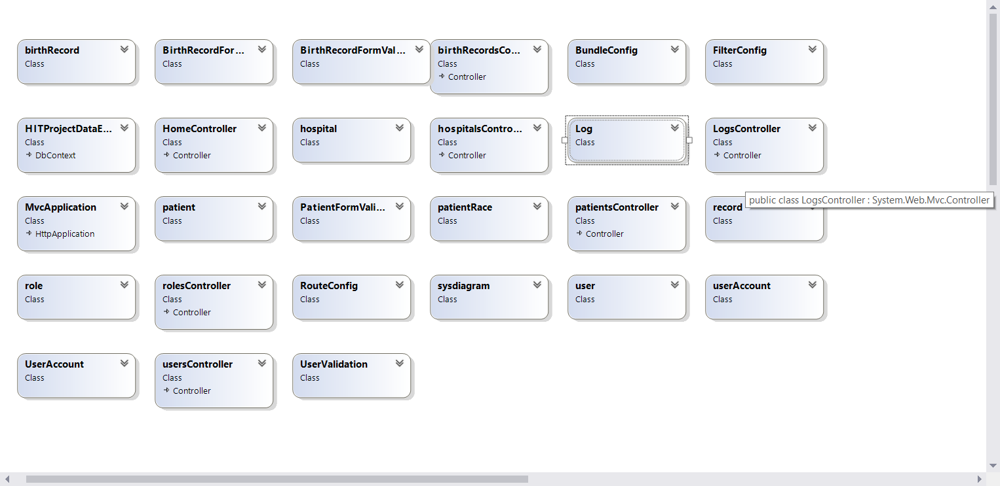 birthRecord
Class
BirthRecordFor...
Class
BirthRecordFormVal...
Class
birthRecordsCo...
Class
Controller
BundleConfig
Class
FilterConfig
Class
HITProjectDataE...
Class
DbContext
HomeController
Class
Controller
hospital
Class
hospitalsContro...
Class
Controller
Log
Class
LogsController
Class
Controller
public class LogsController : System.Web.Mvc.Controller
MvcApplication
Class
HttpApplication
patient
Class
PatientFormVali...
Class
patientRace
Class
patientsController
Class
Controller
record
Class
role
Class
rolesController
Class
Controller
RouteConfig
Class
sysdiagram
Class
user
Class
userAccount
Class
UserAccount
Class
usersController
Class
Controller
UserValidation
Class